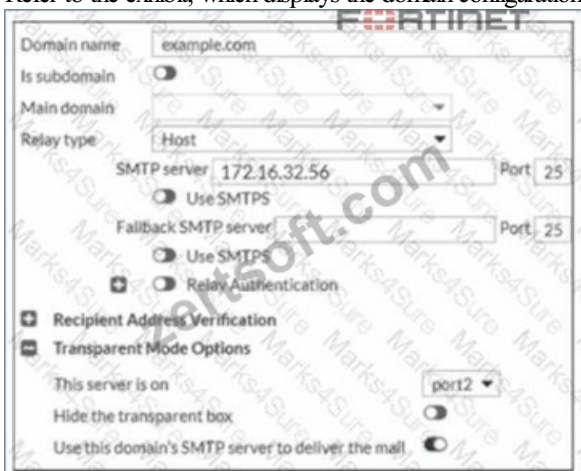 Refer to the exhibit, which displays the domain configuration
FORTINET
Domain name example.com
Is subdomain
Main domain
Relay type Host
SMTP server 172.16.32.56 Port 25
Use SMTPS
Fallback SMTP server Port 25
Use SMTPS
Relay Authentication
Recipient Address Verification
Transparent Mode Options
This server is on port2
Hide the transparent box
Use this domain's SMTP server to deliver the mail
Marks4Sure
zertsoft.com